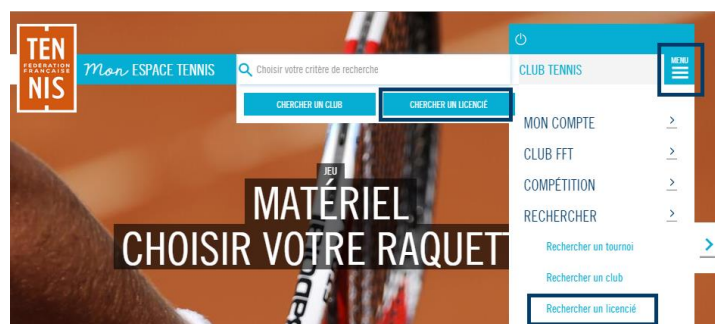 TEN
FÉDÉRATION
FRANÇAISE
NIS
Mon ESPACE TENNIS
Choisir votre critère de recherche
CHERCHER UN CLUB
CHERCHER UN LICENCIÉ
CLUB TENNIS
MENU
MON COMPTE
CLUB FFT
COMPÉTITION
RECHERCHER
Rechercher un tournoi
Rechercher un club
Rechercher un licencié
JEU
MATÉRIEL
CHOISIR VOTRE RAQUET